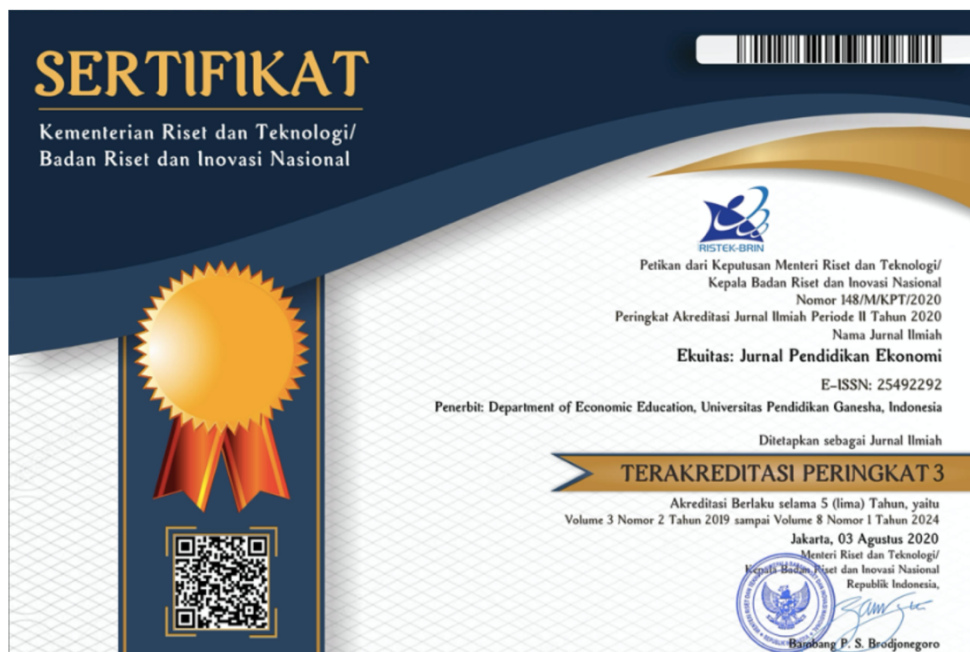 SERTIFIKAT
Kementerian Riset dan Teknologi/
Badan Riset dan Inovasi Nasional
RISTEK-BRIN
Petikan dari Keputusan Menteri Riset dan Teknologi/
Kepala Badan Riset dan Inovasi Nasional
Nomor 148/M/KPT/2020
Peringkat Akreditasi Jurnal Ilmiah Periode II Tahun 2020
Nama Jurnal Ilmiah
Ekuitas: Jurnal Pendidikan Ekonomi
E-ISSN: 25492292
Penerbit: Department of Economic Education, Universitas Pendidikan Ganesha, Indonesia
Ditetapkan sebagai Jurnal Ilmiah
TERAKREDITASI PERINGKAT 3
Akreditasi Berlaku selama 5 (lima) Tahun, yaitu
Volume 3 Nomor 2 Tahun 2019 sampai Volume 8 Nomor 1 Tahun 2024
Jakarta, 03 Agustus 2020
Menteri Riset dan Teknologi/
Kepala Badan Riset dan Inovasi Nasional
Republik Indonesia,
Bambang P. S. Brodjonegoro